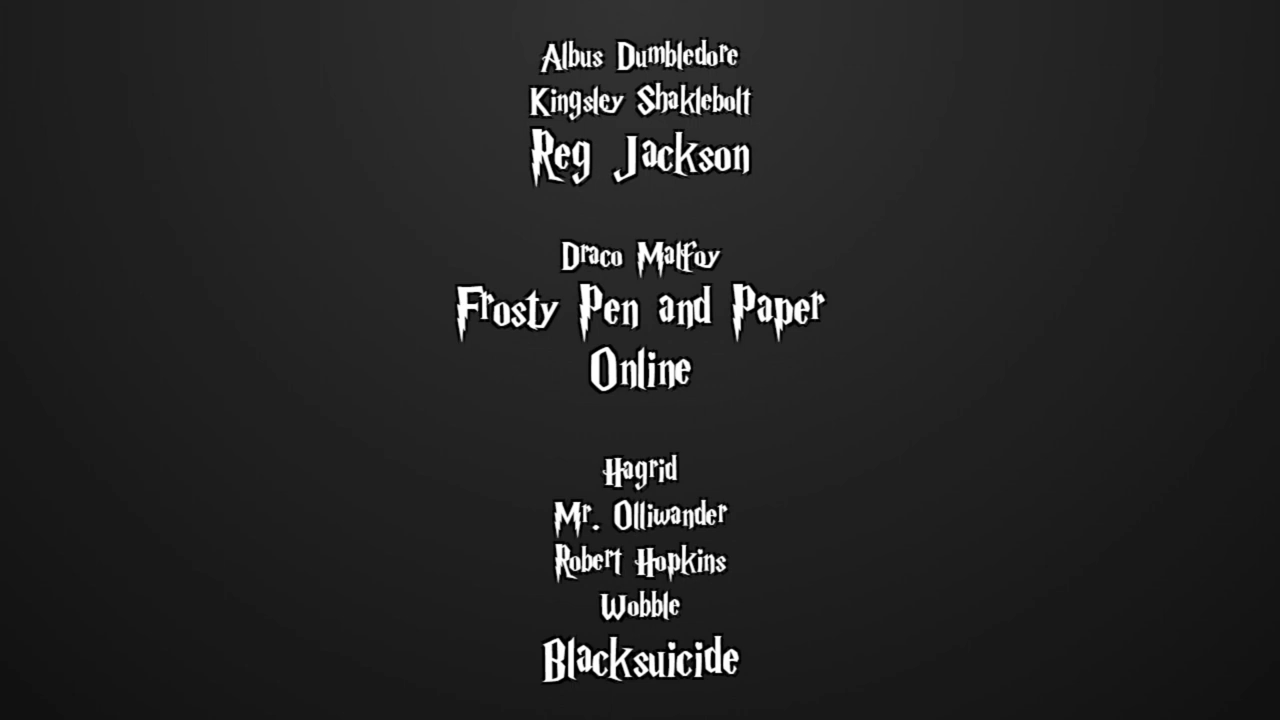 Albus Dumbledore
Kingsley Shaklebolt
Reg Jackson
Draco Malfoy
Frosty Pen and Paper
Online
Hagrid
Mr. Olliwander
Robert Hopkins
Wobble
Blacksuicide